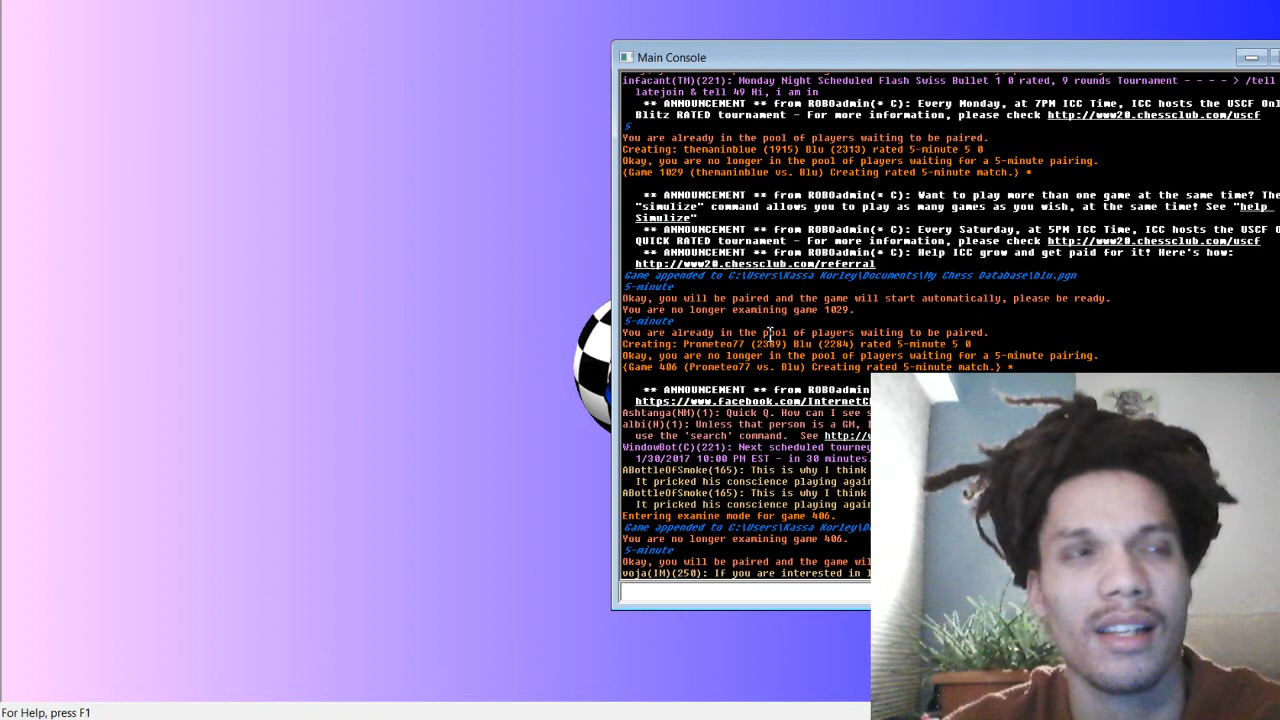 Main Console
infacant(TM)(221): Monday Night Scheduled Flash Swiss Bullet 1 0 rated, 9 rounds Tournament - - - - > /tell
latejoin & tell 49 Hi, i am in
** ANNOUNCEMENT ** from ROBOadmin(* C): Every Monday, at 7PM ICC Time, ICC hosts the USCF Onl
Blitz RATED tournament - For more information, please check http://www20.chessclub.com/uscf
5
You are already in the pool of players waiting to be paired.
Creating: themaninblue (1915) Blu (2313) rated 5-minute 5 0
Okay, you are no longer in the pool of players waiting for a 5-minute pairing.
{Game 1029 (themaninblue vs. Blu) Creating rated 5-minute match.} *
** ANNOUNCEMENT ** from ROBOadmin(* C): Want to play more than one game at the same time? The
"simulize" command allows you to play as many games as you wish, at the same time! See "help
Simulize"
** ANNOUNCEMENT ** from ROBOadmin(* C): Every Saturday, at 5PM ICC Time, ICC hosts the USCF O
QUICK RATED tournament - For more information, please check http://www20.chessclub.com/uscf
** ANNOUNCEMENT ** from ROBOadmin(* C): Help ICC grow and get paid for it! Here's how:
http://www20.chessclub.com/referral
Game appended to C:\Users\Kassa Korley\Documents\My Chess Database\blu.pgn
5-minute
Okay, you will be paired and the game will start automatically, please be ready.
You are no longer examining game 1029.
5-minute
You are already in the pool of players waiting to be paired.
Creating: Prometeo77 (2389) Blu (2284) rated 5-minute 5 0
Okay, you are no longer in the pool of players waiting for a 5-minute pairing.
{Game 406 (Prometeo77 vs. Blu) Creating rated 5-minute match.} *
** ANNOUNCEMENT ** from ROBOadmin
https://www.facebook.com/InternetC
Ashtanga(NM)(1): Quick Q. How can I see s
albi(H)(1): Unless that person is a GM, I
use the 'search' command. See http://
WindowBot(C)(221): Next scheduled tourney
1/30/2017 10:00 PM EST - in 30 minutes
ABottleOfSmoke(165): This is why I think
It pricked his conscience playing again
ABottleOfSmoke(165): This is why I think
It pricked his conscience playing again
Entering examine mode for game 406.
Game appended to C:\Users\Kassa Korley\D
You are no longer examining game 406.
5-minute
Okay, you will be paired and the game wil
voja(IM)(250): If you are interested in l
For Help, press F1